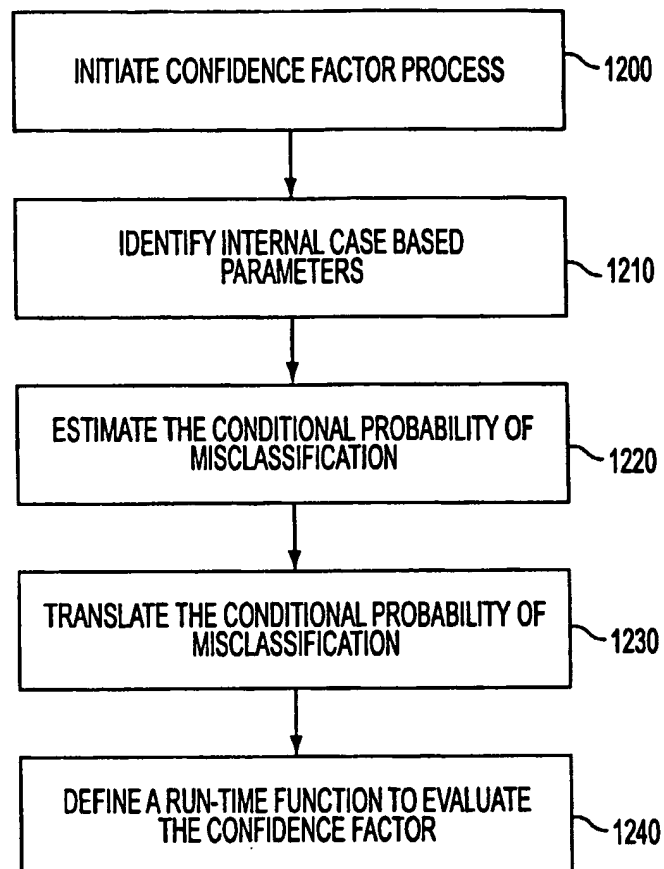 INITIATE CONFIDENCE FACTOR PROCESS
1200
IDENTIFY INTERNAL CASE BASED
PARAMETERS
1210
ESTIMATE THE CONDITIONAL PROBABILITY OF
MISCLASSIFICATION
1220
TRANSLATE THE CONDITIONAL PROBABILITY OF
MISCLASSIFICATION
1230
DEFINE A RUN-TIME FUNCTION TO EVALUATE
THE CONFIDENCE FACTOR
1240